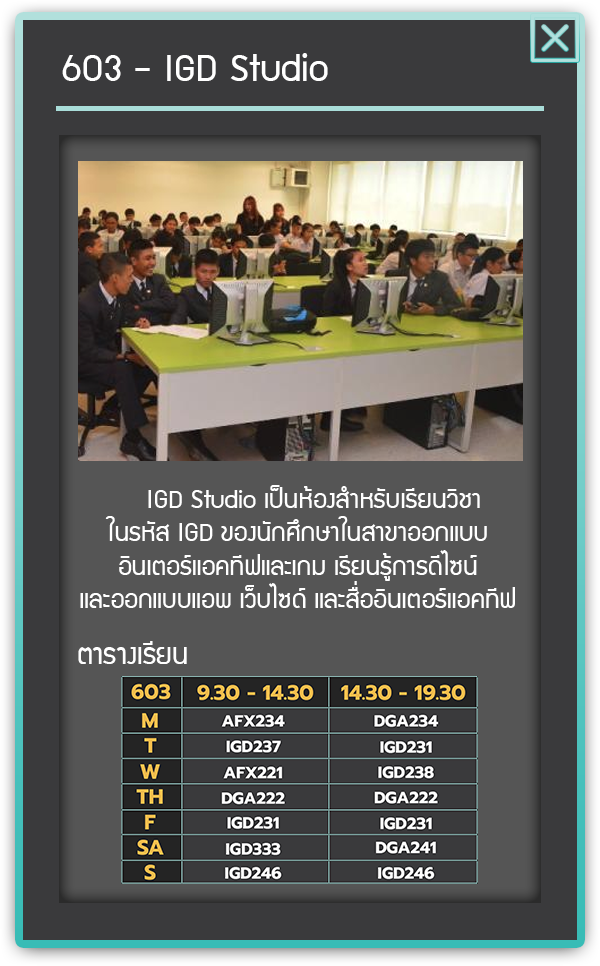 603 - IGD Studio
IGD Studio เป็นห้องสำหรับเรียนวิชา
ในรหัส IGD ของนักศึกษาในสาขาออกแบบ
อินเตอร์แอคทีฟและเกม เรียนรู้การดีไซน์
และออกแบบแอพ เว็บไซด์ และสื่ออินเตอร์แอคทีฟ
ตารางเรียน
603 9.30 - 14.30 14.30 - 19.30
M AFX234 DGA234
T IGD237 IGD231
W AFX221 IGD238
TH DGA222 DGA222
F IGD231 IGD231
SA IGD333 DGA241
S IGD246 IGD246